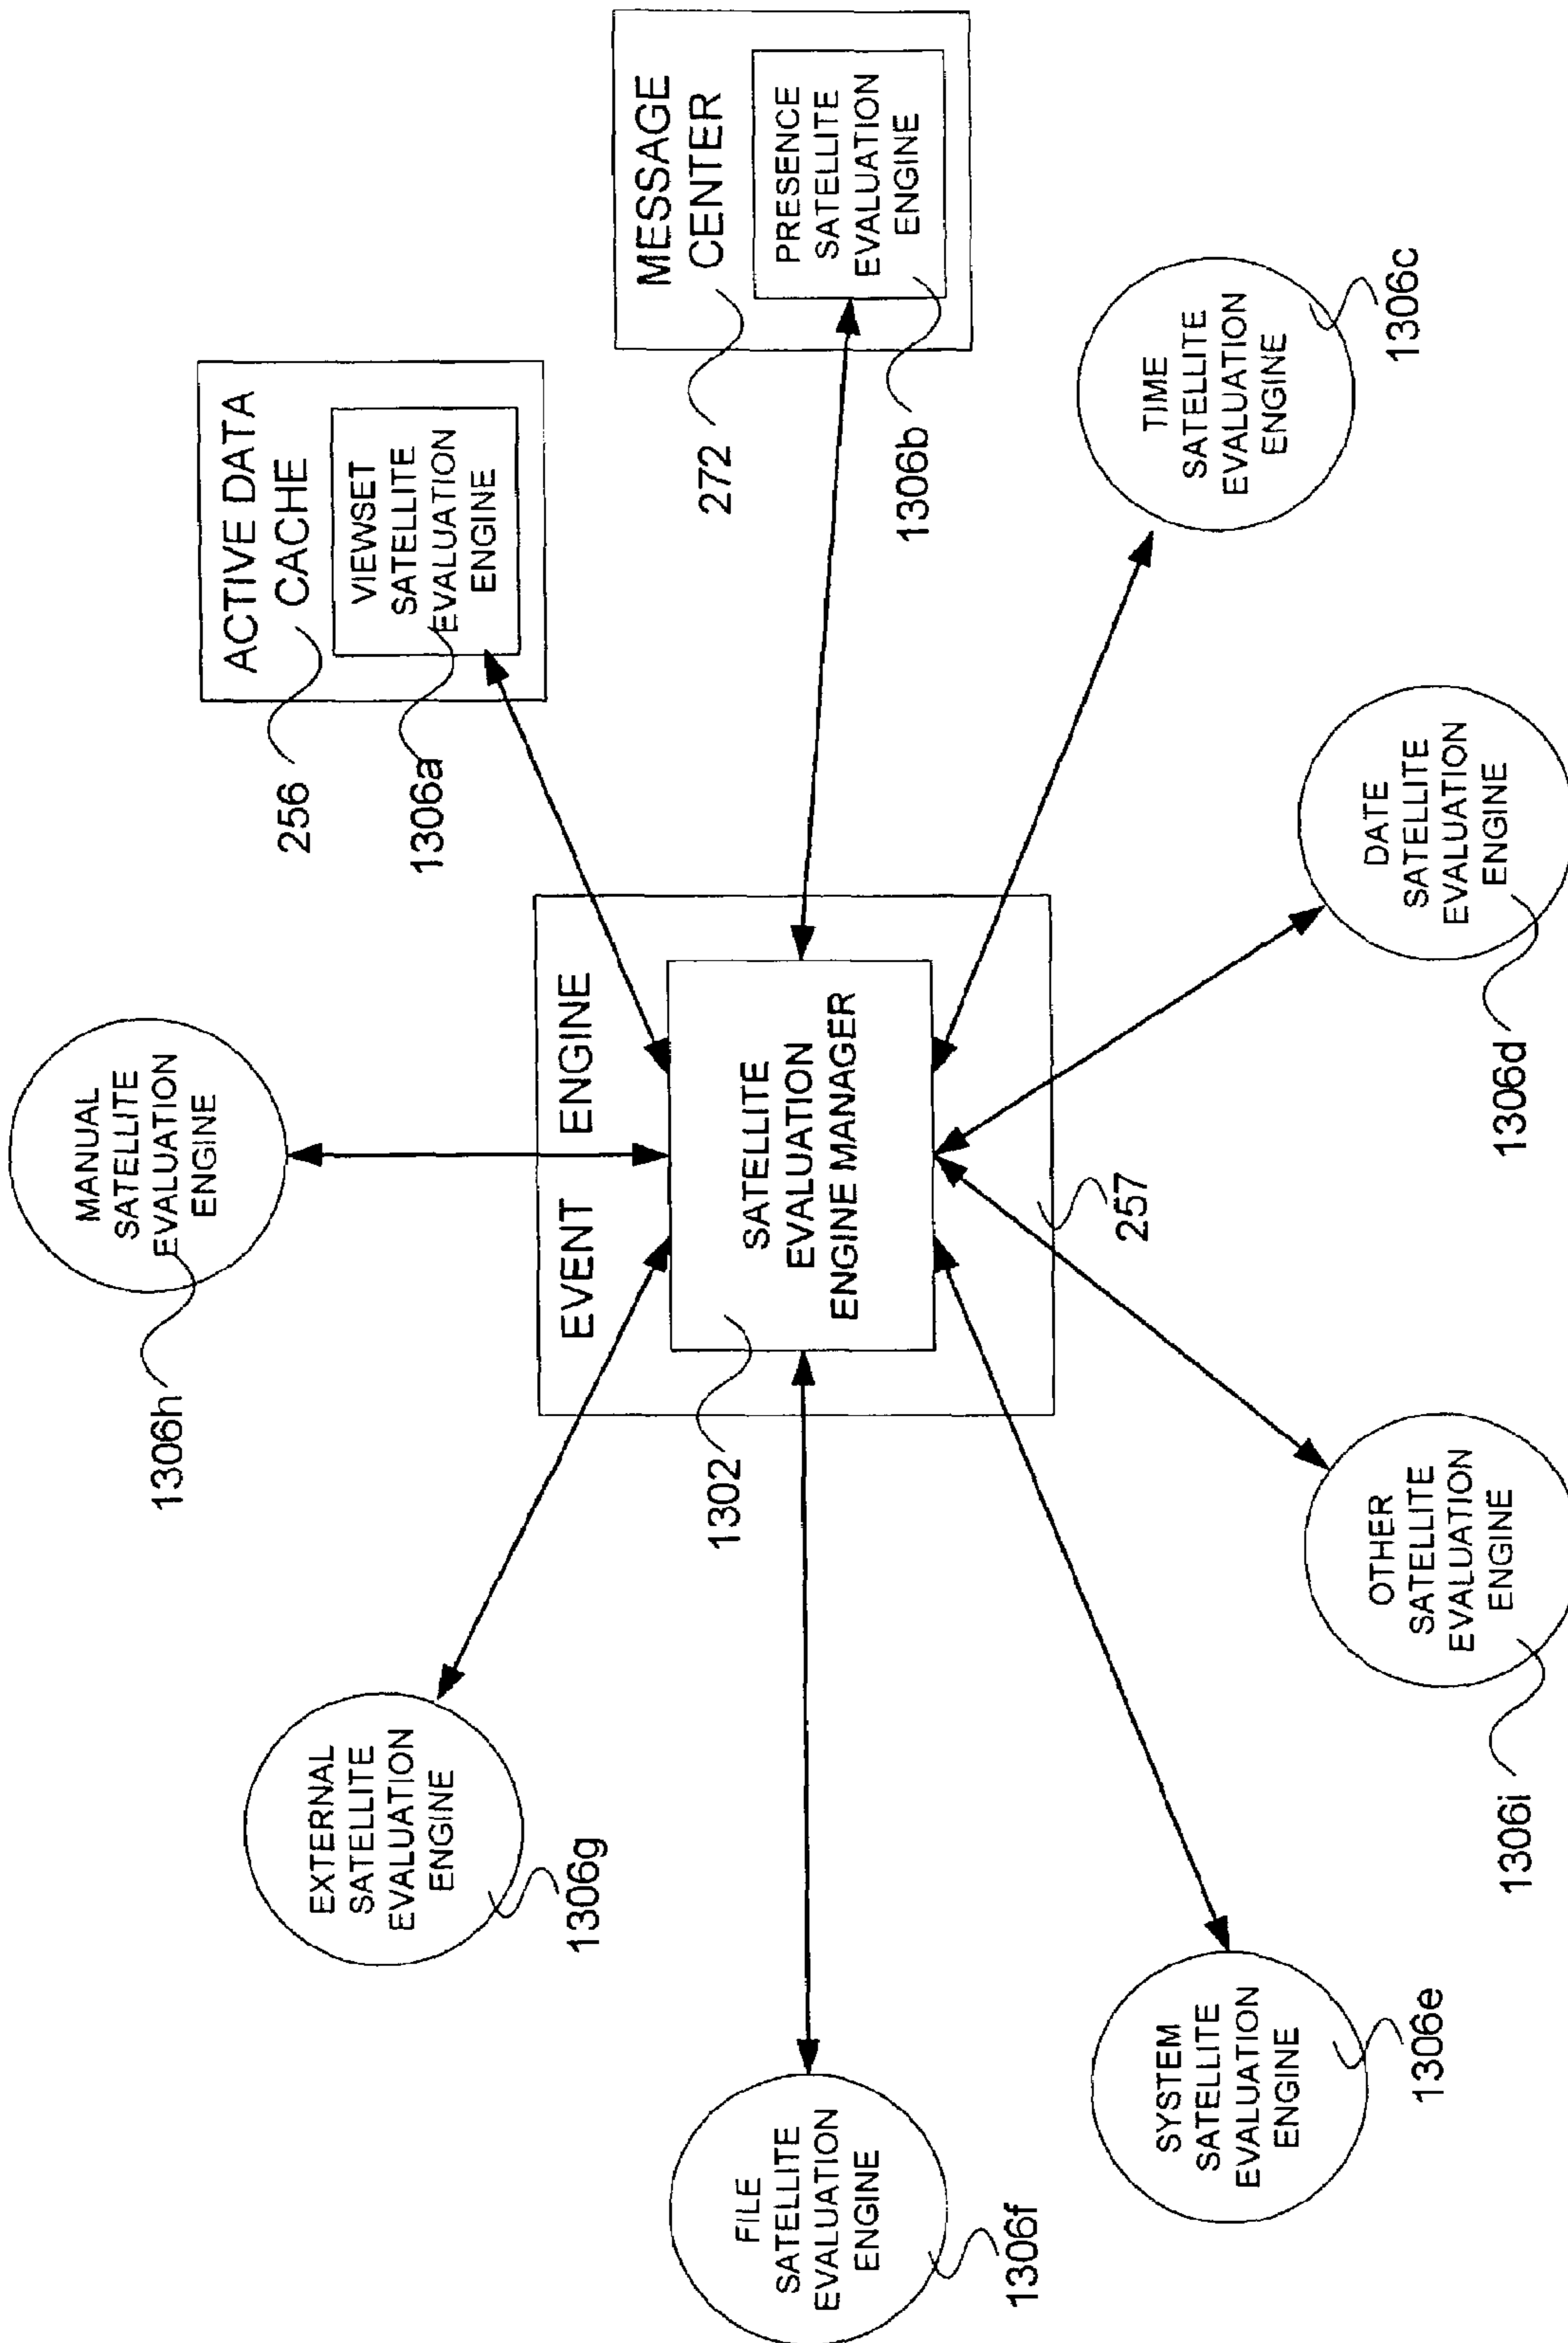 MANUAL
SATELLITE
EVALUATION
ENGINE
1306h
ACTIVE DATA
CACHE
VIEWSET
SATELLITE
EVALUATION
ENGINE
256
1306a
EXTERNAL
SATELLITE
EVALUATION
ENGINE
1306g
EVENT ENGINE
SATELLITE
EVALUATION
ENGINE MANAGER
1302
257
MESSAGE
CENTER
PRESENCE
SATELLITE
EVALUATION
ENGINE
272
1306b
FILE
SATELLITE
EVALUATION
ENGINE
1306f
TIME
SATELLITE
EVALUATION
ENGINE
1306c
SYSTEM
SATELLITE
EVALUATION
ENGINE
1306e
OTHER
SATELLITE
EVALUATION
ENGINE
1306i
DATE
SATELLITE
EVALUATION
ENGINE
1306d